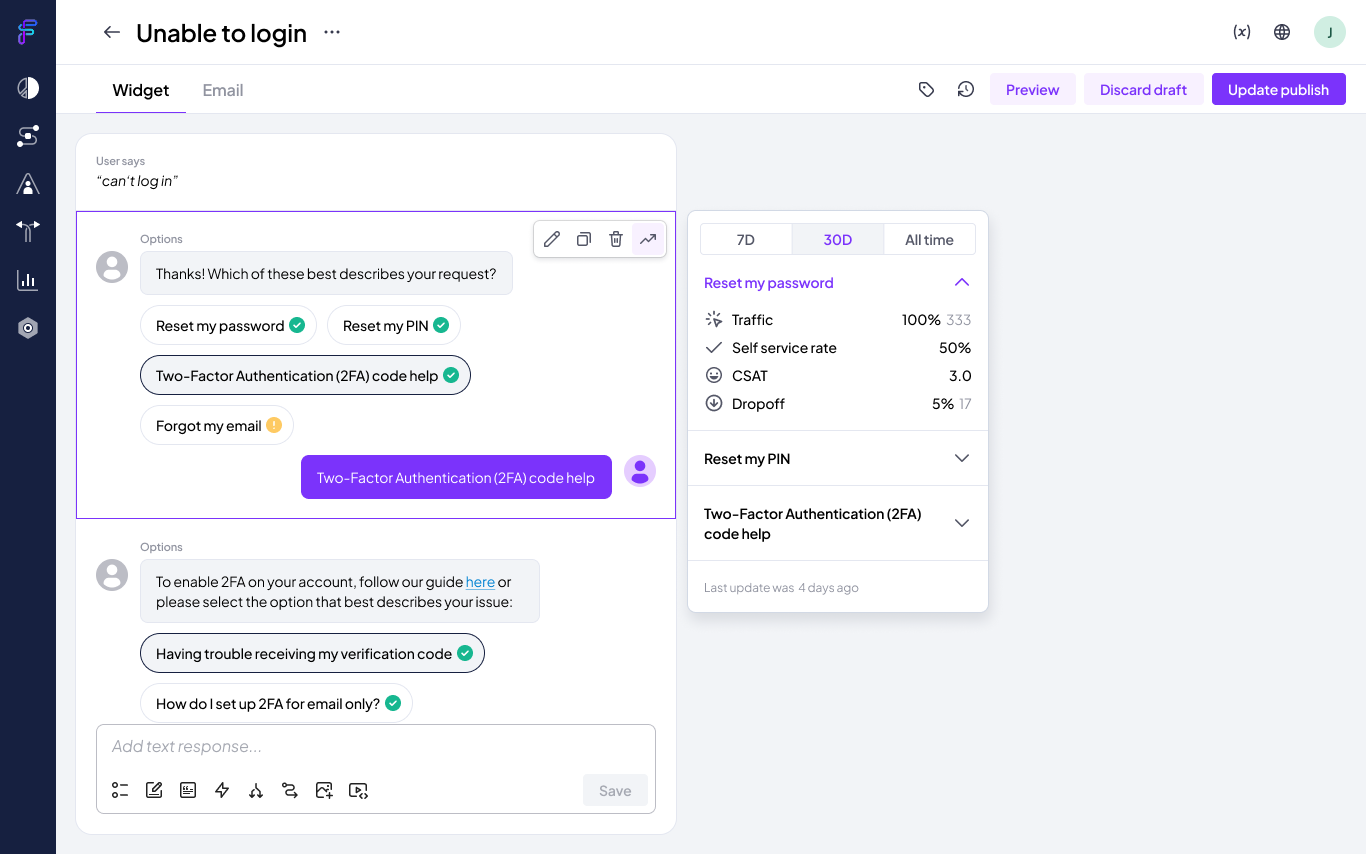 Unable to login
(x)
J
Widget
Email
Preview
Discard draft
Update publish
User says
“can't log in”
Options
Thanks! Which of these best describes your request?
Reset my password
Reset my PIN
Two-Factor Authentication (2FA) code help
Forgot my email
Two-Factor Authentication (2FA) code help
Options
To enable 2FA on your account, follow our guide here or
please select the option that best describes your issue:
Having trouble receiving my verification code
How do I set up 2FA for email only?
Add text response...
Save
7D
30D
All time
Reset my password
Traffic 100% 333
Self service rate 50%
CSAT 3.0
Dropoff 5% 17
Reset my PIN
Two-Factor Authentication (2FA)
code help
Last update was 4 days ago